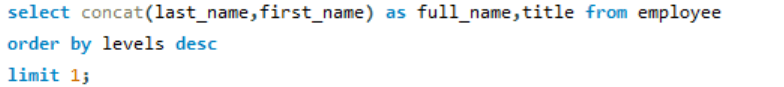 select concat(last_name,first_name) as full_name,title from employee
order by levels desc
limit 1;